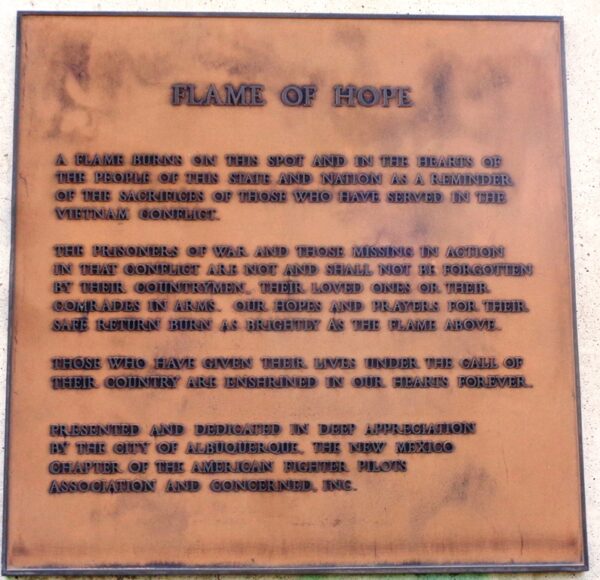 FLAME OF HOPE
A FLAME BURNS ON THIS SPOT AND IN THE HEARTS OF
THE PEOPLE OF THIS STATE AND NATION AS A REMINDER
OF THE SACRIFICES OF THOSE WHO HAVE SERVED IN THE
VIETNAM CONFLICT.
THE PRISONERS OF WAR AND THOSE MISSING IN ACTION
IN THAT CONFLICT ARE NOT AND SHALL NOT BE FORGOTTEN
BY THEIR COUNTRYMEN, THEIR LOVED ONES OR THEIR
COMRADES IN ARMS. OUR HOPES AND PRAYERS FOR THEIR
SAFE RETURN BURN AS BRIGHTLY AS THE FLAME ABOVE.
THOSE WHO HAVE GIVEN THEIR LIVES UNDER THE CALL OF
THEIR COUNTRY ARE ENSHRINED IN OUR HEARTS FOREVER.
PRESENTED AND DEDICATED IN DEEP APPRECIATION
BY THE CITY OF ALBUQUERQUE, THE NEW MEXICO
CHAPTER OF THE AMERICAN FIGHTER PILOTS
ASSOCIATION AND CONCERNED, INC.